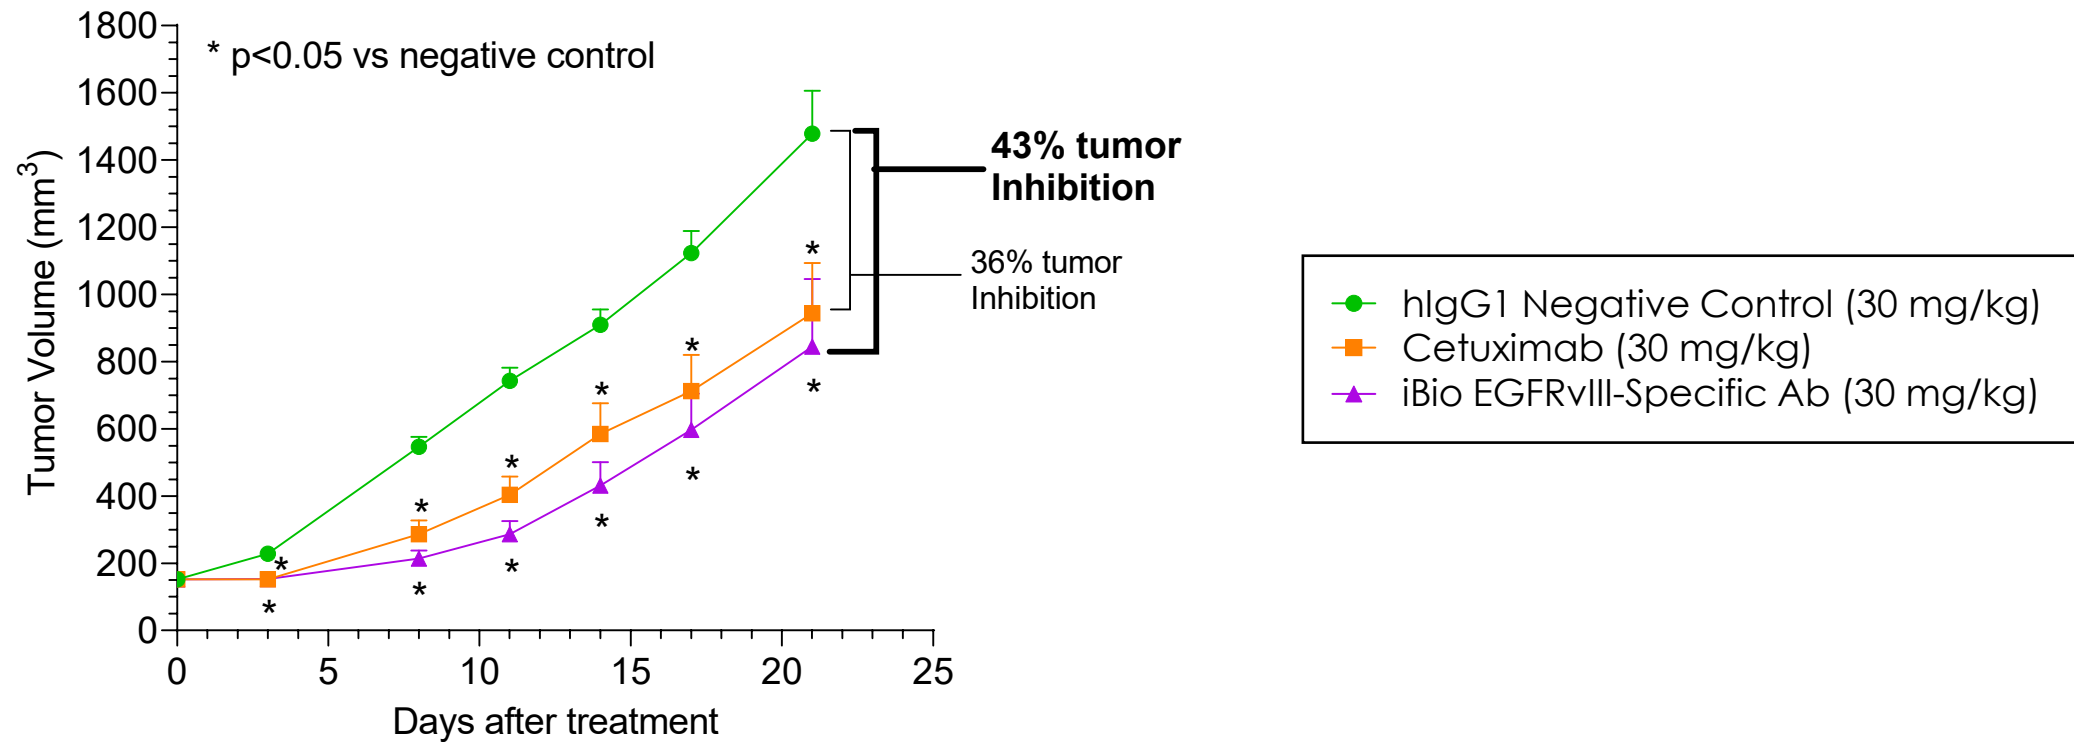 1800
1600
1400
1200
1000
800
600
400
200
0
Tumor Volume (mm³)
* p<0.05 vs negative control
*
*
*
*
*
*
*
*
*
*
*
*
43% tumor
Inhibition
36% tumor
Inhibition
0 5 10 15 20 25
Days after treatment
hIgG1 Negative Control (30 mg/kg)
Cetuximab (30 mg/kg)
iBio EGFRvIII-Specific Ab (30 mg/kg)